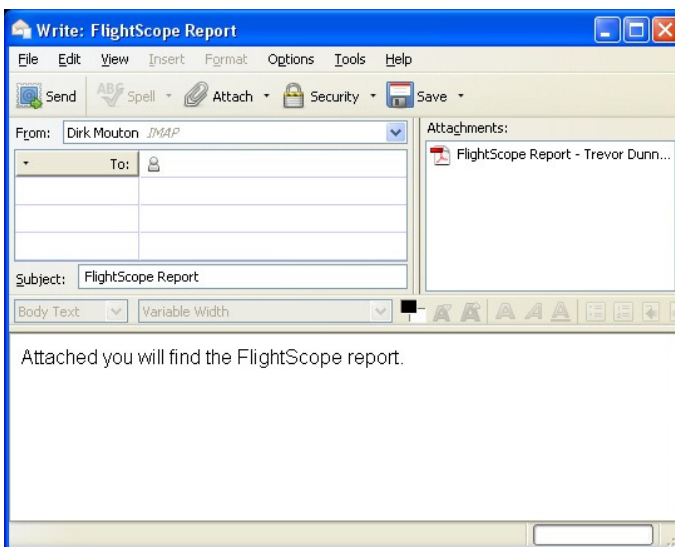 Write: FlightScope Report
File Edit View Insert Format Options Tools Help
Send ABC Spell Attach Security Save
From: Dirk Mouton IMAP
Attachments:
FlightScope Report - Trevor Dunn...
To:
Subject: FlightScope Report
Body Text Variable Width A A A A A
Attached you will find the FlightScope report.